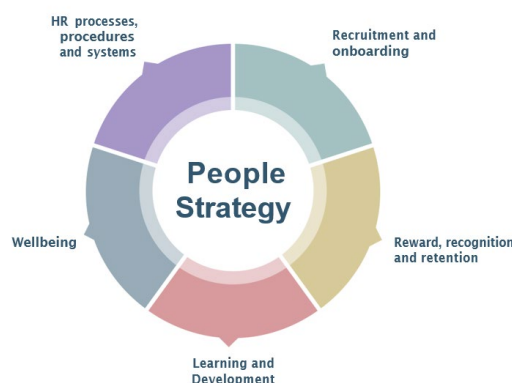 HR processes,
procedures
and systems
Recruitment and
onboarding
People
Strategy
Wellbeing
Reward, recognition
and retention
Learning and
Development